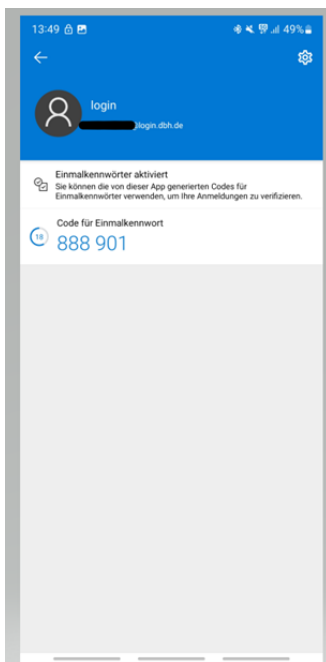 13:49 49%
login
login.dbh.de
Einmalkennwörter aktiviert
Sie können die von dieser App generierten Codes für
Einmalkennwörter verwenden, um Ihre Anmeldungen zu verifizieren.
Code für Einmalkennwort
18 888 901